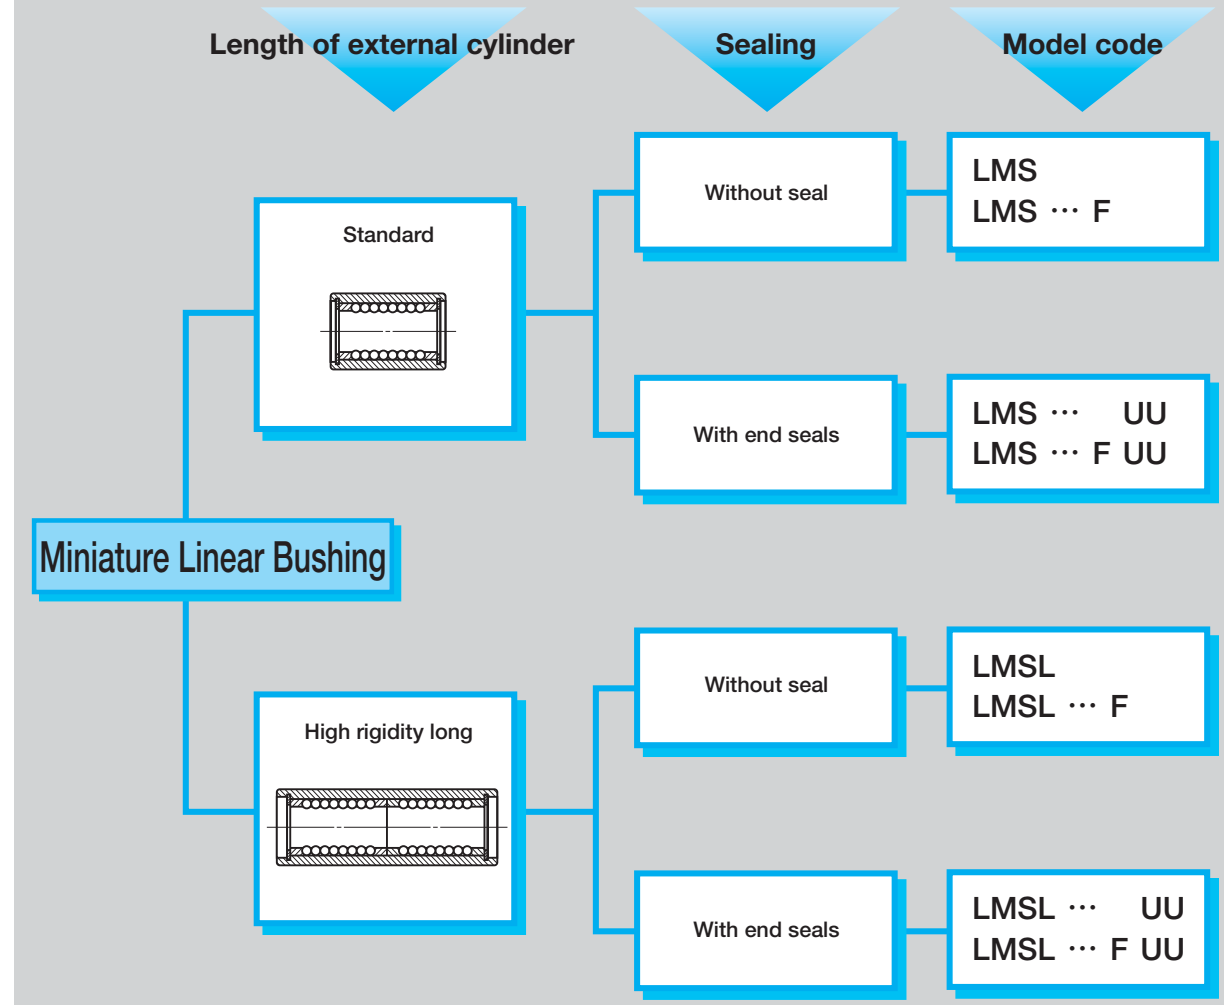 Length of external cylinder
Sealing
Model code
Miniature Linear Bushing
Standard
Without seal
LMS
LMS ··· F
With end seals
LMS ··· UU
LMS ··· F UU
High rigidity long
Without seal
LMSL
LMSL ··· F
With end seals
LMSL ··· UU
LMSL ··· F UU